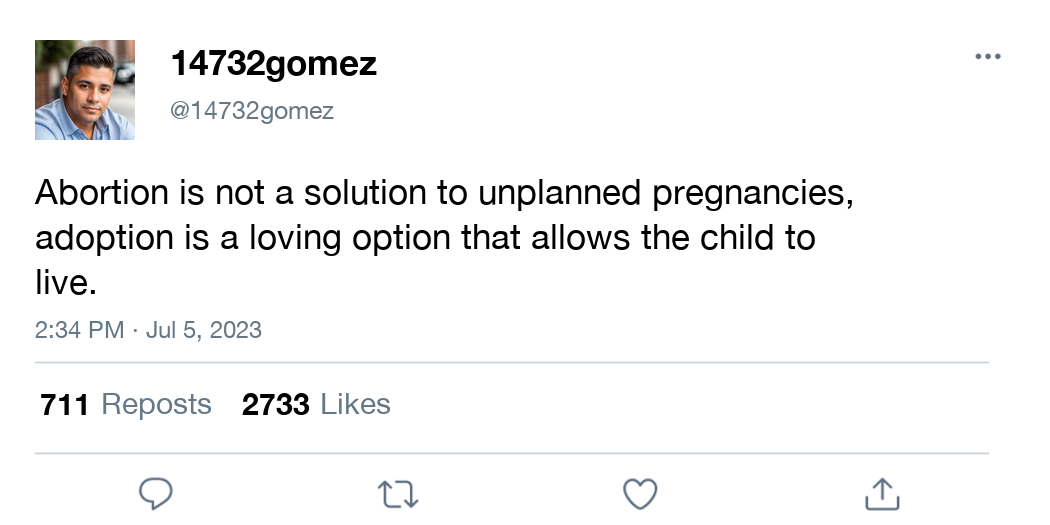 14732gomez
@14732gomez
Abortion is not a solution to unplanned pregnancies,
adoption is a loving option that allows the child to
live.
2:34 PM · Jul 5, 2023
711 Reposts 2733 Likes